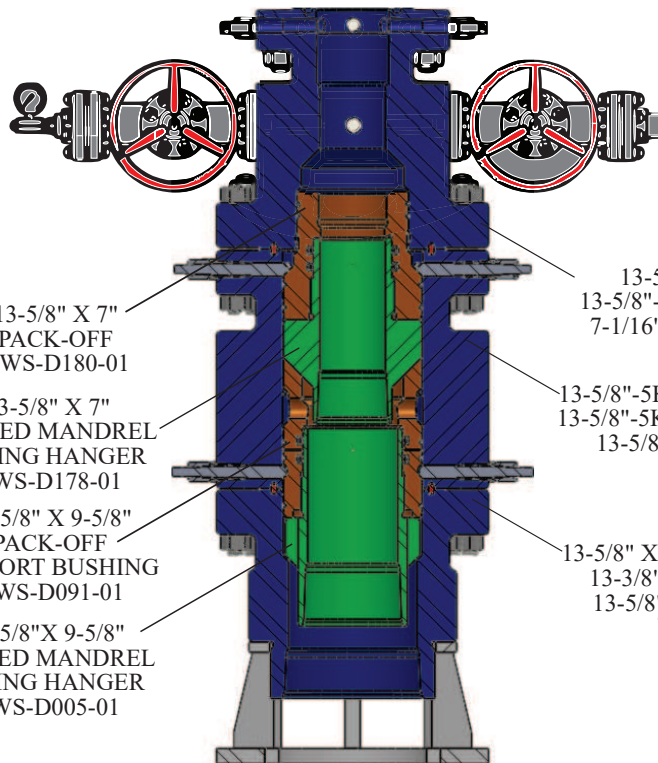 13-5/8" X 7"
PACK-OFF
WS-D180-01
3-5/8" X 7"
ED MANDREL
ING HANGER
WS-D178-01
5/8" X 9-5/8"
PACK-OFF
ORT BUSHING
WS-D091-01
5/8"X 9-5/8"
ED MANDREL
ING HANGER
WS-D005-01
13-5
13-5/8"-
7-1/16"
13-5/8"-5
13-5/8"-5K
13-5/8
13-5/8" X
13-3/8"
13-5/8"